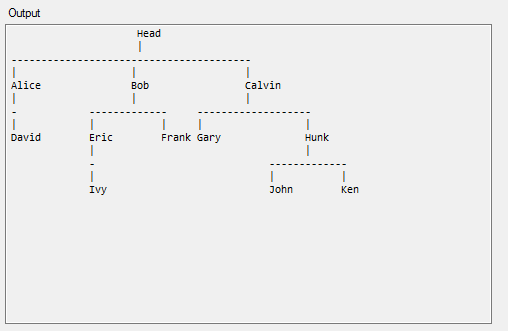 Output
Head
Alice Bob Calvin
David Eric Frank Gary Hunk
Ivy John Ken